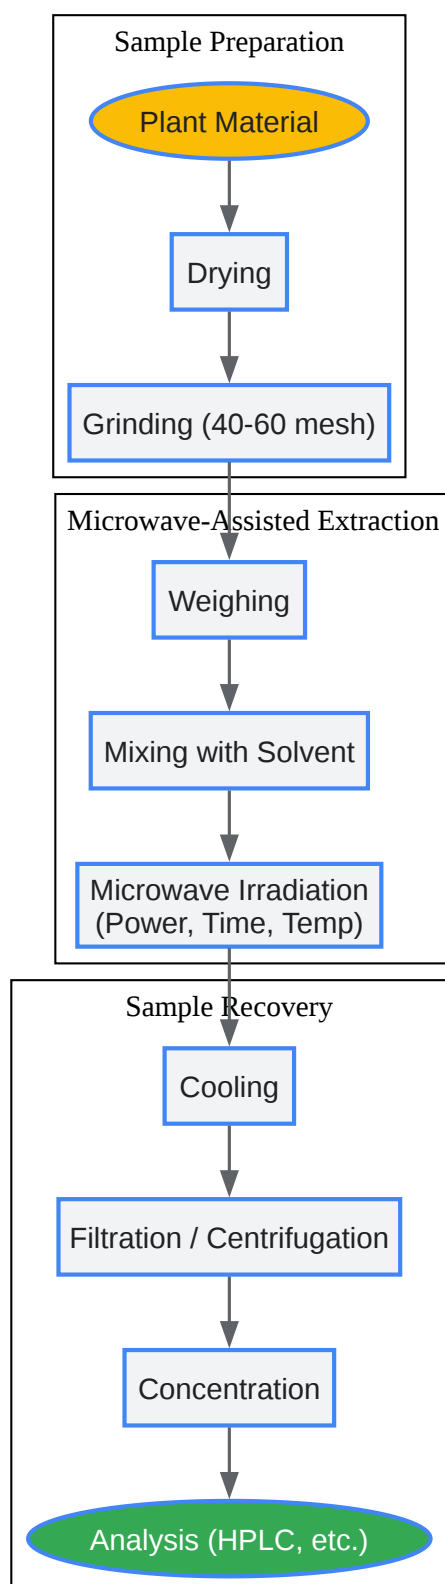 Sample Preparation
Plant Material
Drying
Grinding (40-60 mesh)
Microwave-Assisted Extraction
Weighing
Mixing with Solvent
Microwave Irradiation
(Power, Time, Temp)
Sample Recovery
Cooling
Filtration / Centrifugation
Concentration
Analysis (HPLC, etc.)